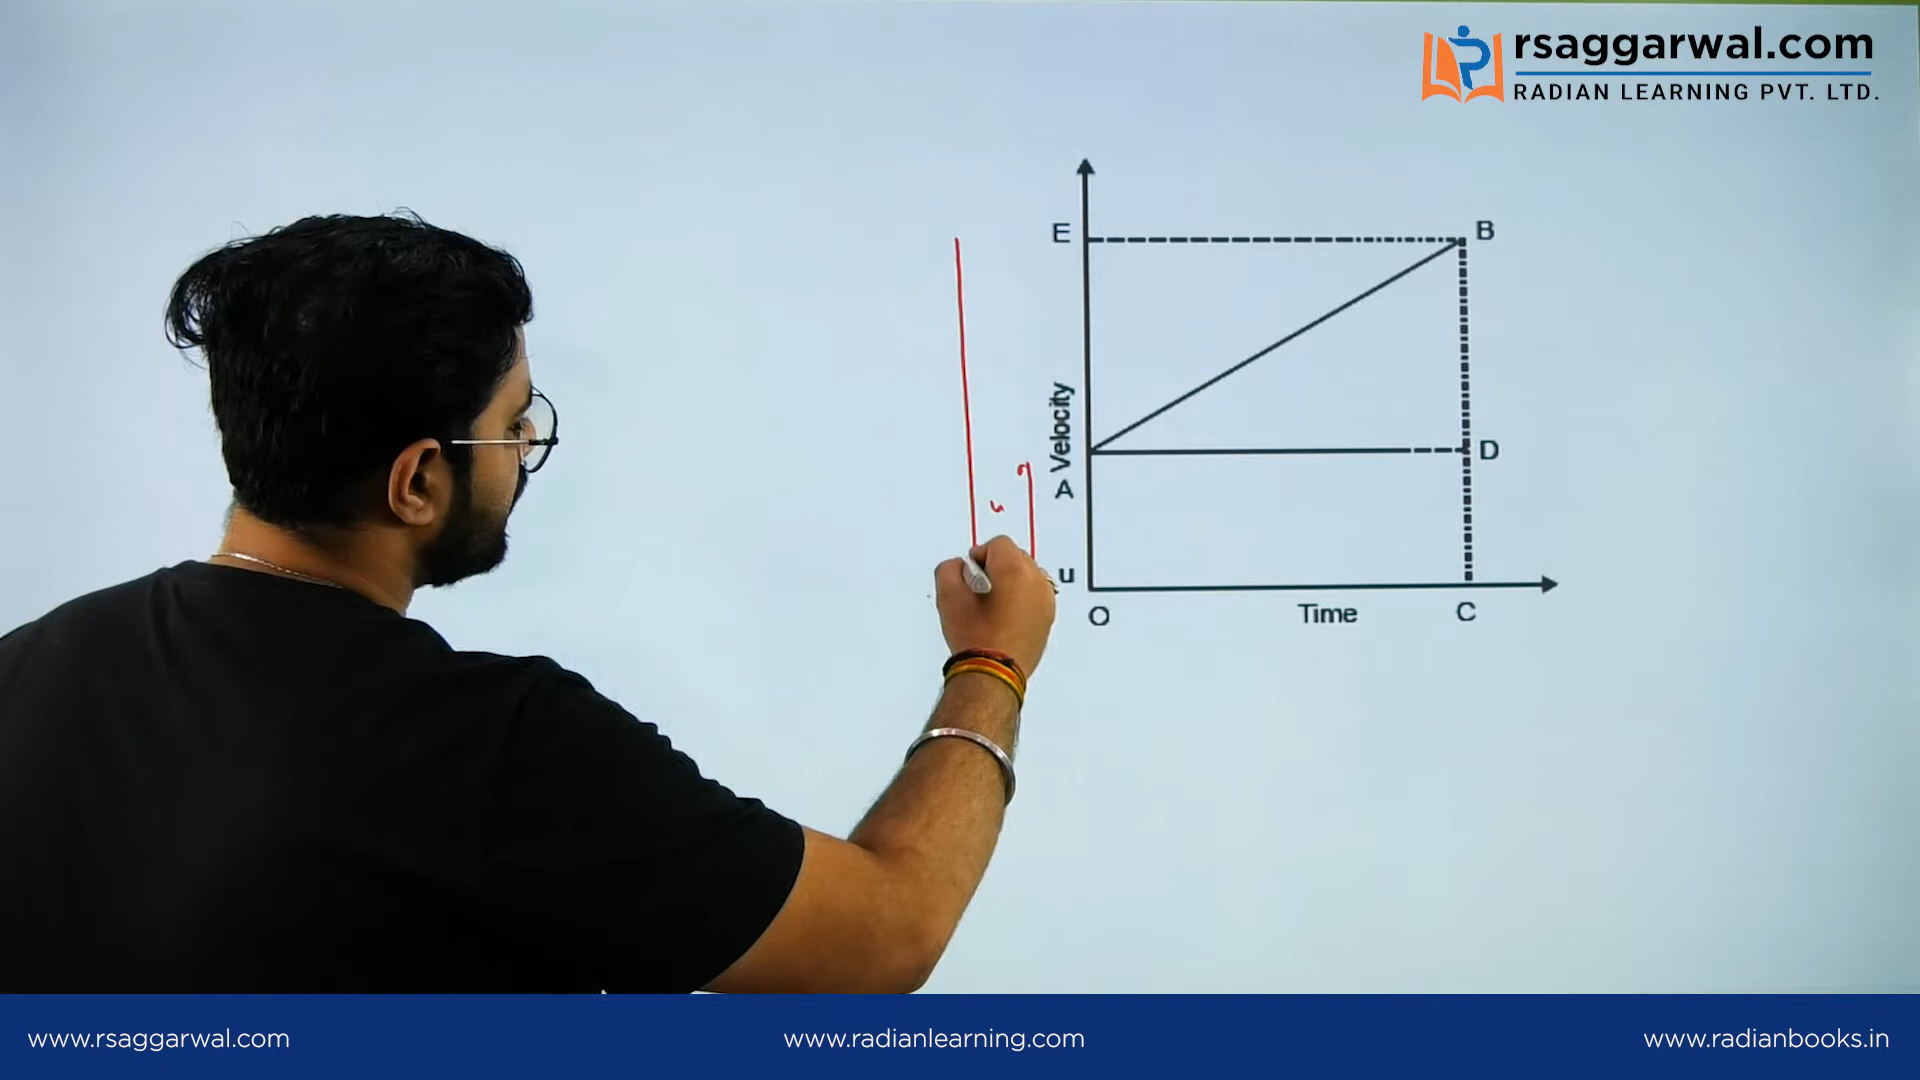 rsaggarwal.com
RADIAN LEARNING PVT. LTD.
E
B
Velocity
D
A
u
O
Time
C
www.rsaggarwal.com
www.radianlearning.com
www.radianbooks.in